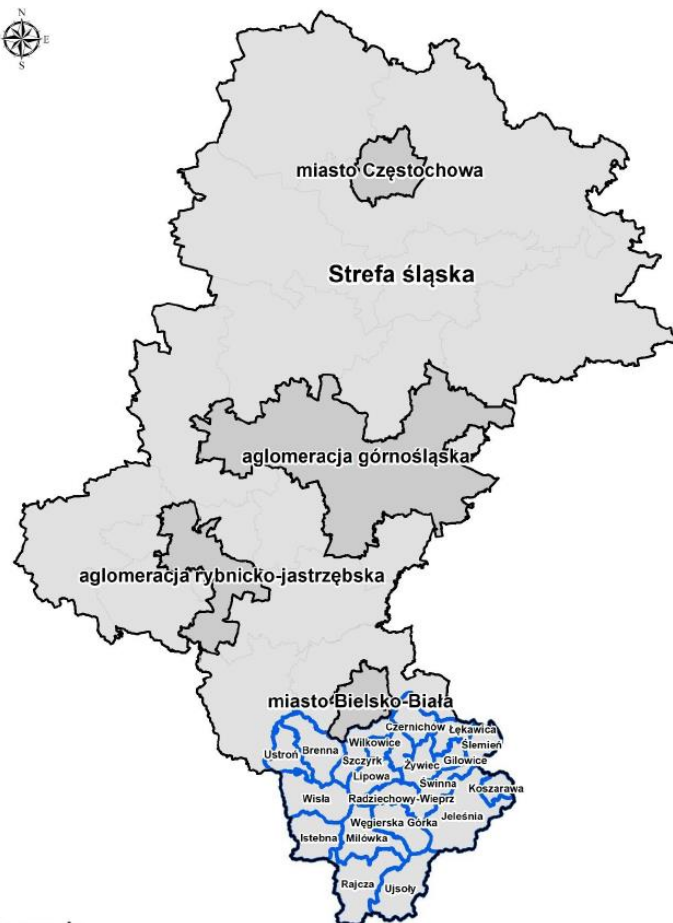 N
E
S
miasto Częstochowa
Strefa śląska
aglomeracja górnośląska
aglomeracja rybnicko-jastrzębska
miasto Bielsko-Biała
Czernichów
Łękawica
Wilkowice
Ślemień
Ustroń
Brenna
Szczyrk
Żywiec
Gilowice
Lipowa
Świnna
Koszarawa
Wisła
Radziechowy-Wieprz
Jeleśnia
Węgierska Górka
Istebna
Milówka
Rajcza
Ujsoły